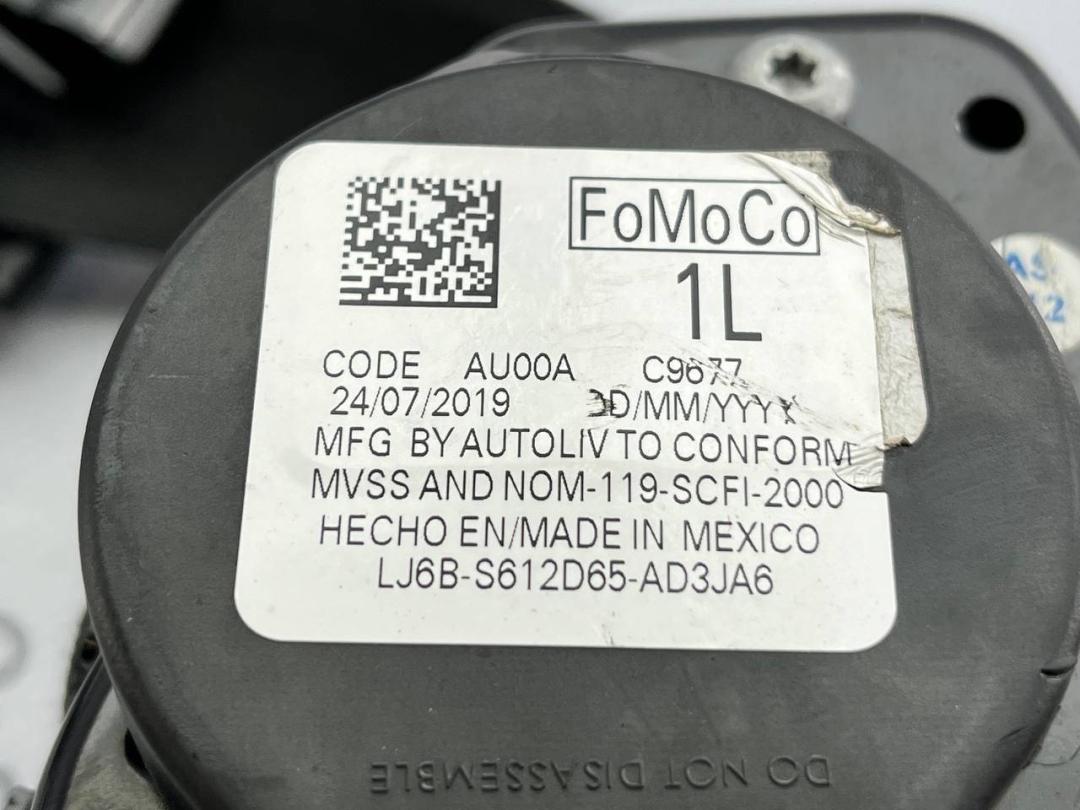 FoMoCo
1L
CODE AU00A C9677
24/07/2019 DD/MM/YYYY
MFG BY AUTOLIV TO CONFORM
MVSS AND NOM-119-SCFI-2000
HECHO EN/MADE IN MEXICO
LJ6B-S612D65-AD3JA6
DO NOT DISASSEMBLE